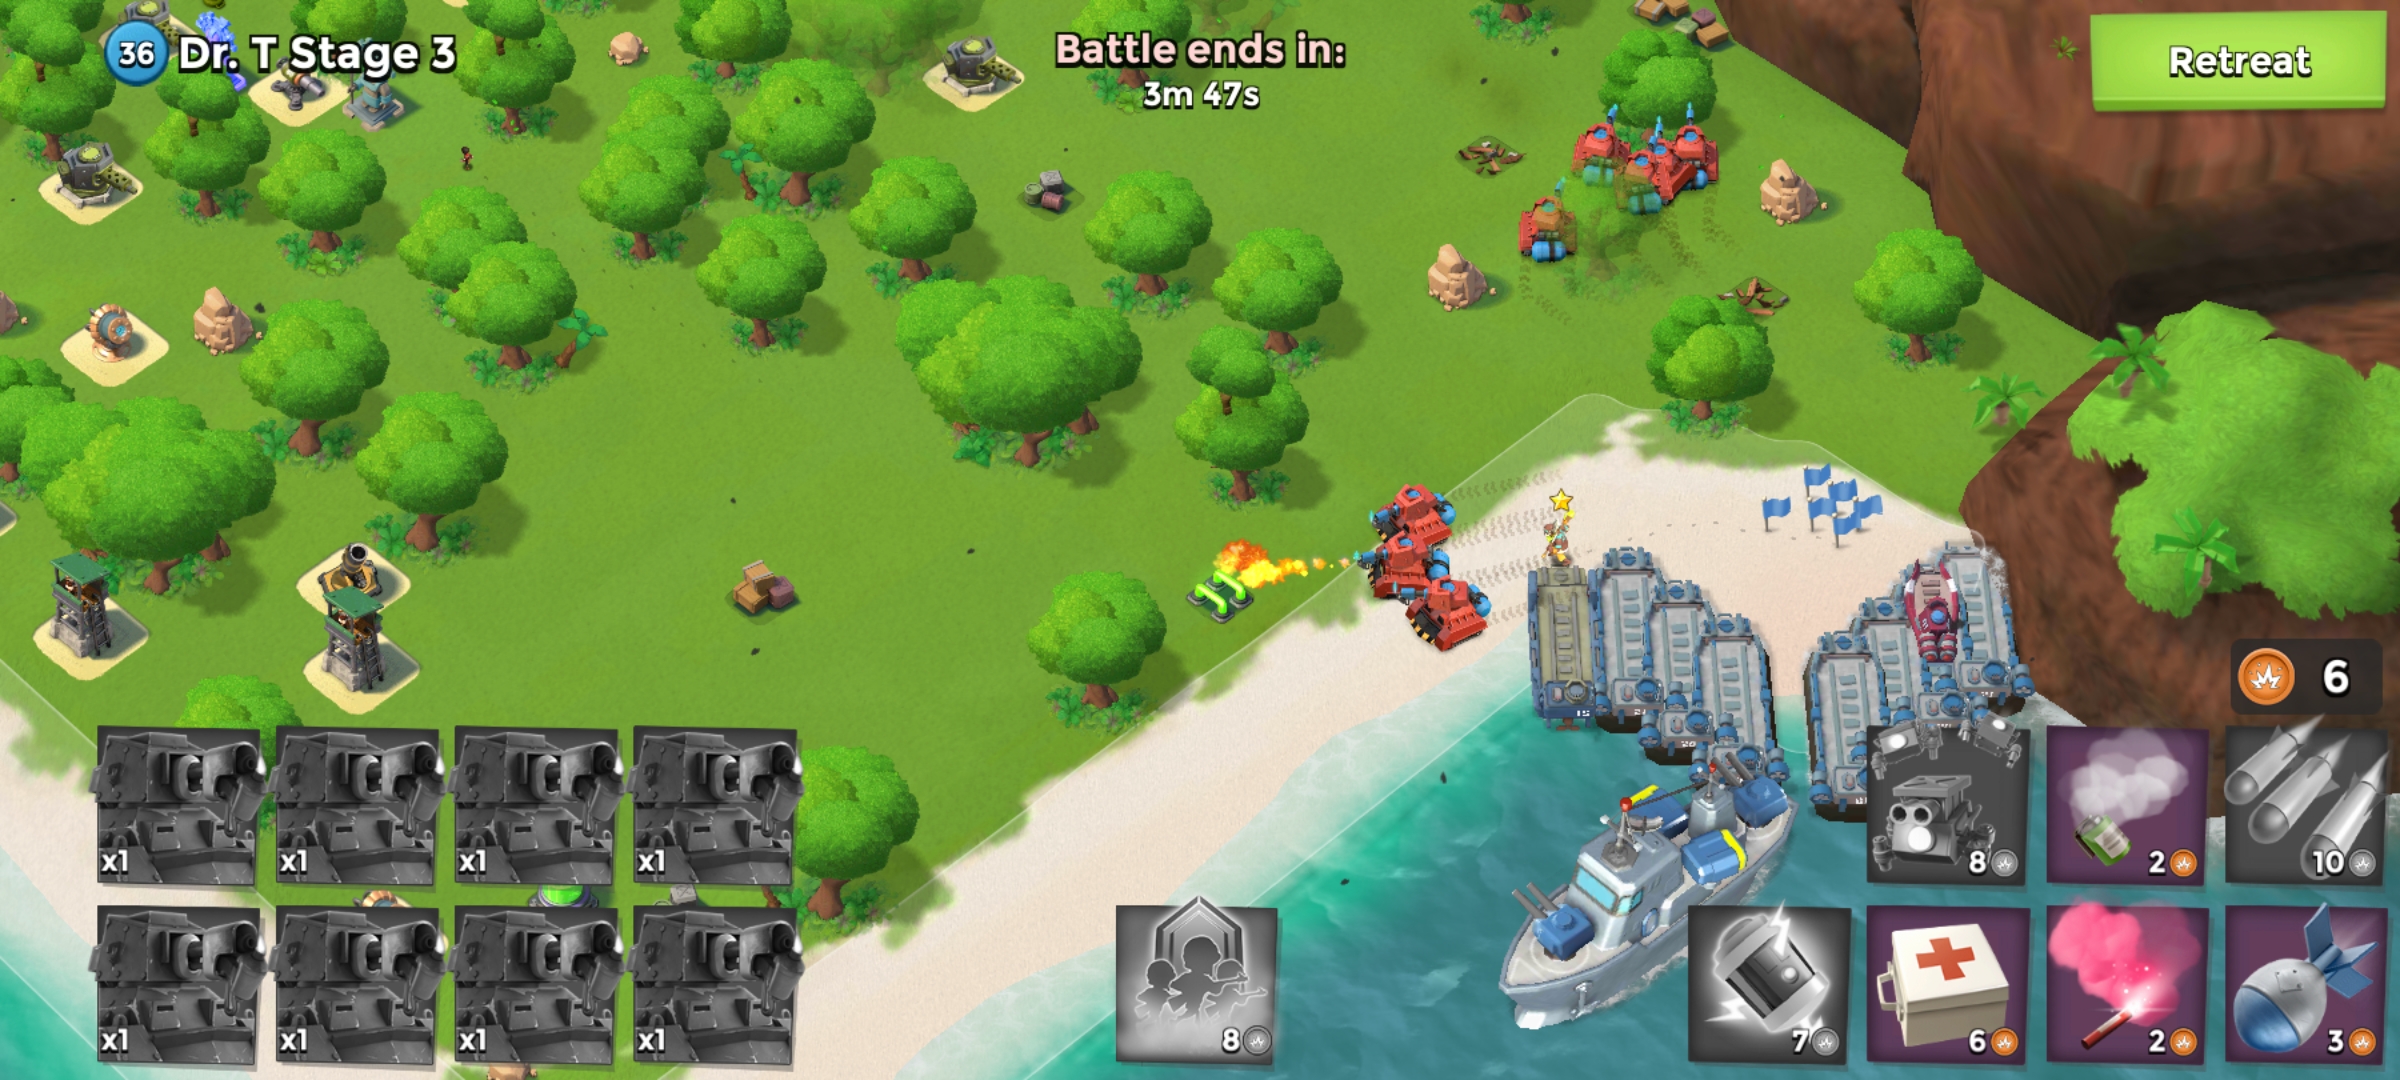 36 Dr. T Stage 3
Battle ends in:
3m 47s
Retreat
6
x1 x1 x1 x1
8 2 10
x1 x1 x1 x1
8 7 6 2 3